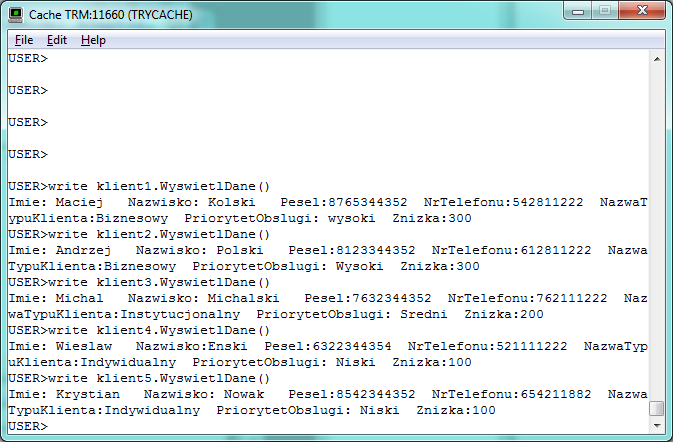 Cache TRM:11660 (TRYCACHE)
File Edit Help
USER>
USER>
USER>
USER>
USER>write klient1.WyswietlDane()
Imie: Maciej   Nazwisko: Kolski   Pesel:8765344352  NrTelefonu:542811222  NazwaT
ypuKlienta:Biznesowy  PriorytetObslugi: wysoki  Znizka:300
USER>write klient2.WyswietlDane()
Imie: Andrzej   Nazwisko: Polski   Pesel:8123344352  NrTelefonu:612811222  Nazwa
TypuKlienta:Biznesowy  PriorytetObslugi: Wysoki  Znizka:300
USER>write klient3.WyswietlDane()
Imie: Michal   Nazwisko: Michalski   Pesel:7632344352  NrTelefonu:762111222  Naz
waTypuKlienta:Instytucjonalny  PriorytetObslugi: Sredni  Znizka:200
USER>write klient4.WyswietlDane()
Imie: Wieslaw   Nazwisko:Enski  Pesel:6322344354  NrTelefonu:521111222  NazwaTyp
uKlienta:Indywidualny  PriorytetObslugi: Niski  Znizka:100
USER>write klient5.WyswietlDane()
Imie: Krystian   Nazwisko: Nowak   Pesel:8542344352  NrTelefonu:654211882  Nazwa
TypuKlienta:Indywidualny  PriorytetObslugi: Niski  Znizka:100
USER>